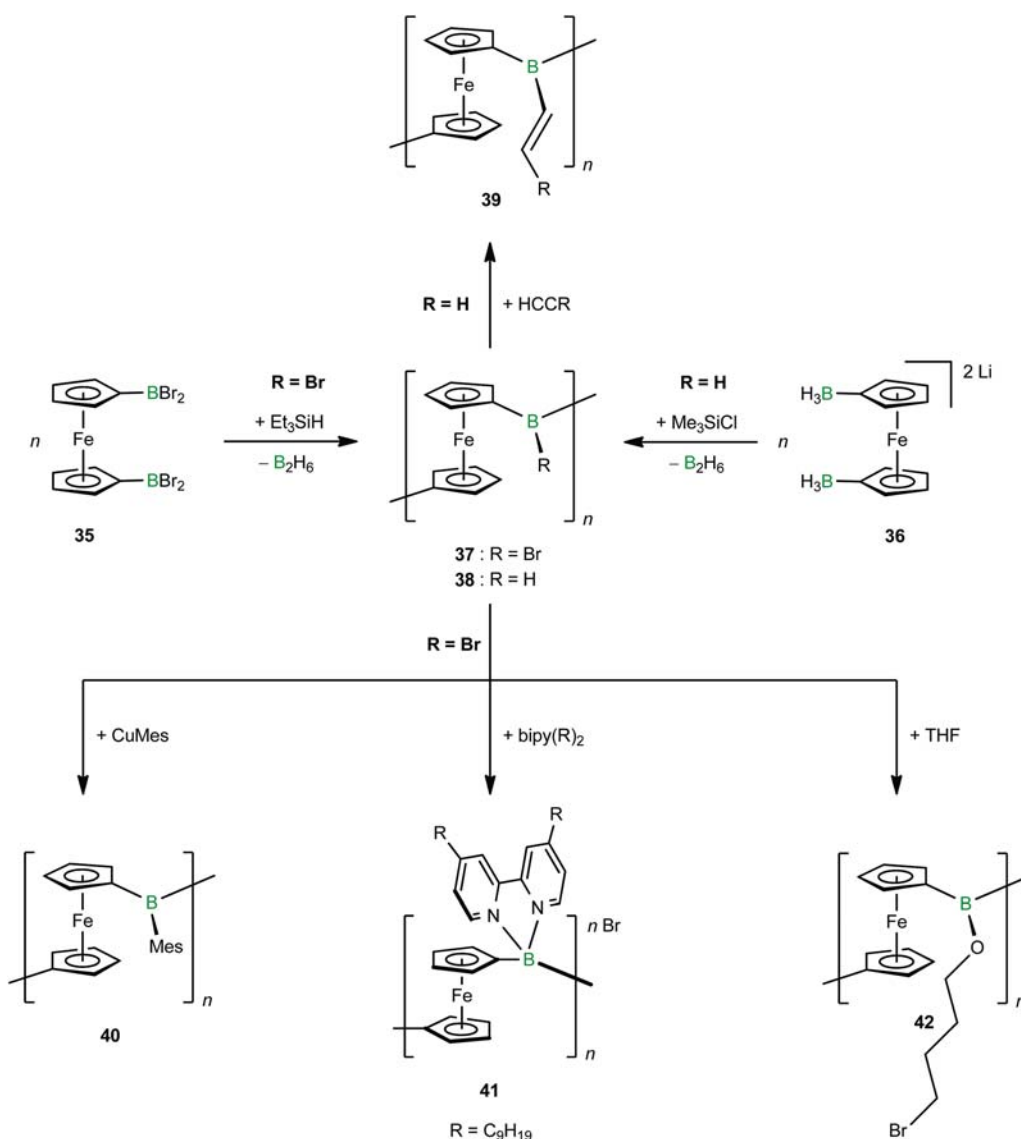 B
Fe
R
n
39
R = H
+ HCCR
BBr2
n
Fe
BBr2
35
R = Br
+ Et3SiH
– B2H6
B
Fe
R
n
37 : R = Br
38 : R = H
R = H
+ Me3SiCl
– B2H6
2 Li
H3B
n
Fe
H3B
36
R = Br
+ CuMes
+ bipy(R)2
+ THF
B
Fe
Mes
n
40
R
R
N
N
n Br
B
Fe
n
41
R = C9H19
B
Fe
O
n
42
Br